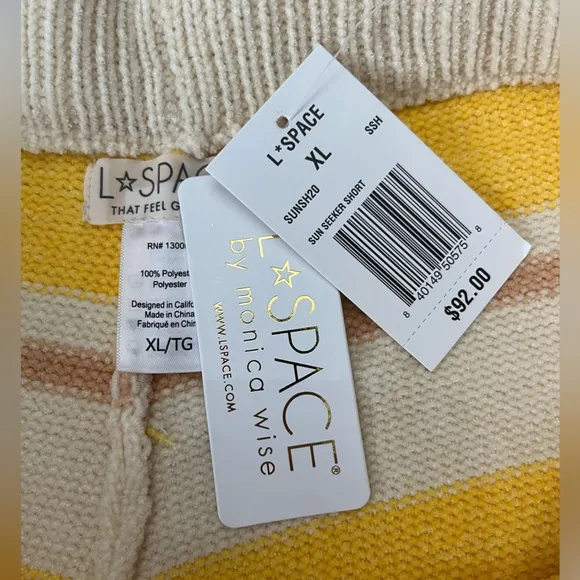 L*SPACE
XL
SSH
SUNSH20
SUN SEEKER SHORT
8 40149 50575 8
$92.00
L☆SPACE®
by monica wise
WWW.LSPACE.COM
L☆SPAC
THAT FEEL G
RN# 1300
100% Polyest
Polyester
Designed in Califo
Made in China
Fabriqué en Chin
XL/TG